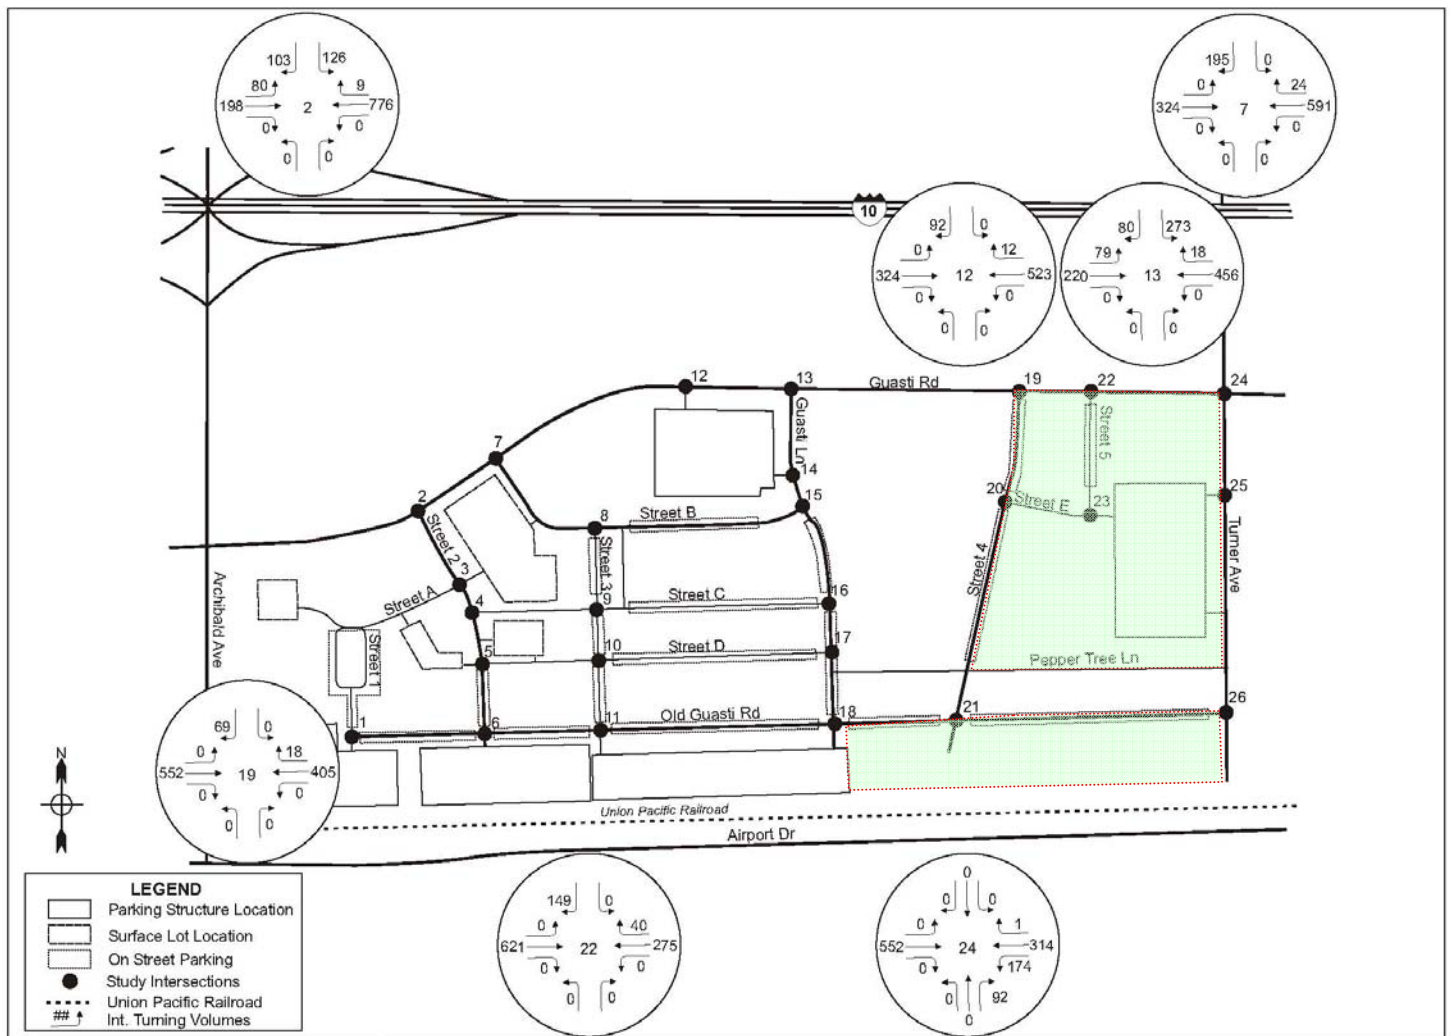 103 126
80 9
198 2 776
0 0
0 0
195 0
0 24
324 7 591
0 0
0 0
10
92 0
0 12
324 12 523
0 0
0 0
80 273
79 18
220 13 456
0 0
0 0
12
13
Guasti Rd
19
22
24
Guasti Ln
7
14
Street 5
2
15
20
Street E
23
25
8
Street B
Street 2
Street 3
3
Street A
4
9
Street C
16
Street 4
Turner Ave
Archibald Ave
Street 1
5
10
Street D
17
Pepper Tree Ln
1
6
11
Old Guasti Rd
18
21
26
69 0
0 18
552 19 405
0 0
0 0
N
Union Pacific Railroad
Airport Dr
149 0
0 40
621 22 275
0 0
0 0
0
0 0
0 1
552 24 314
0 174
0 92
0
LEGEND
Parking Structure Location
Surface Lot Location
On Street Parking
Study Intersections
Union Pacific Railroad
## Int. Turning Volumes